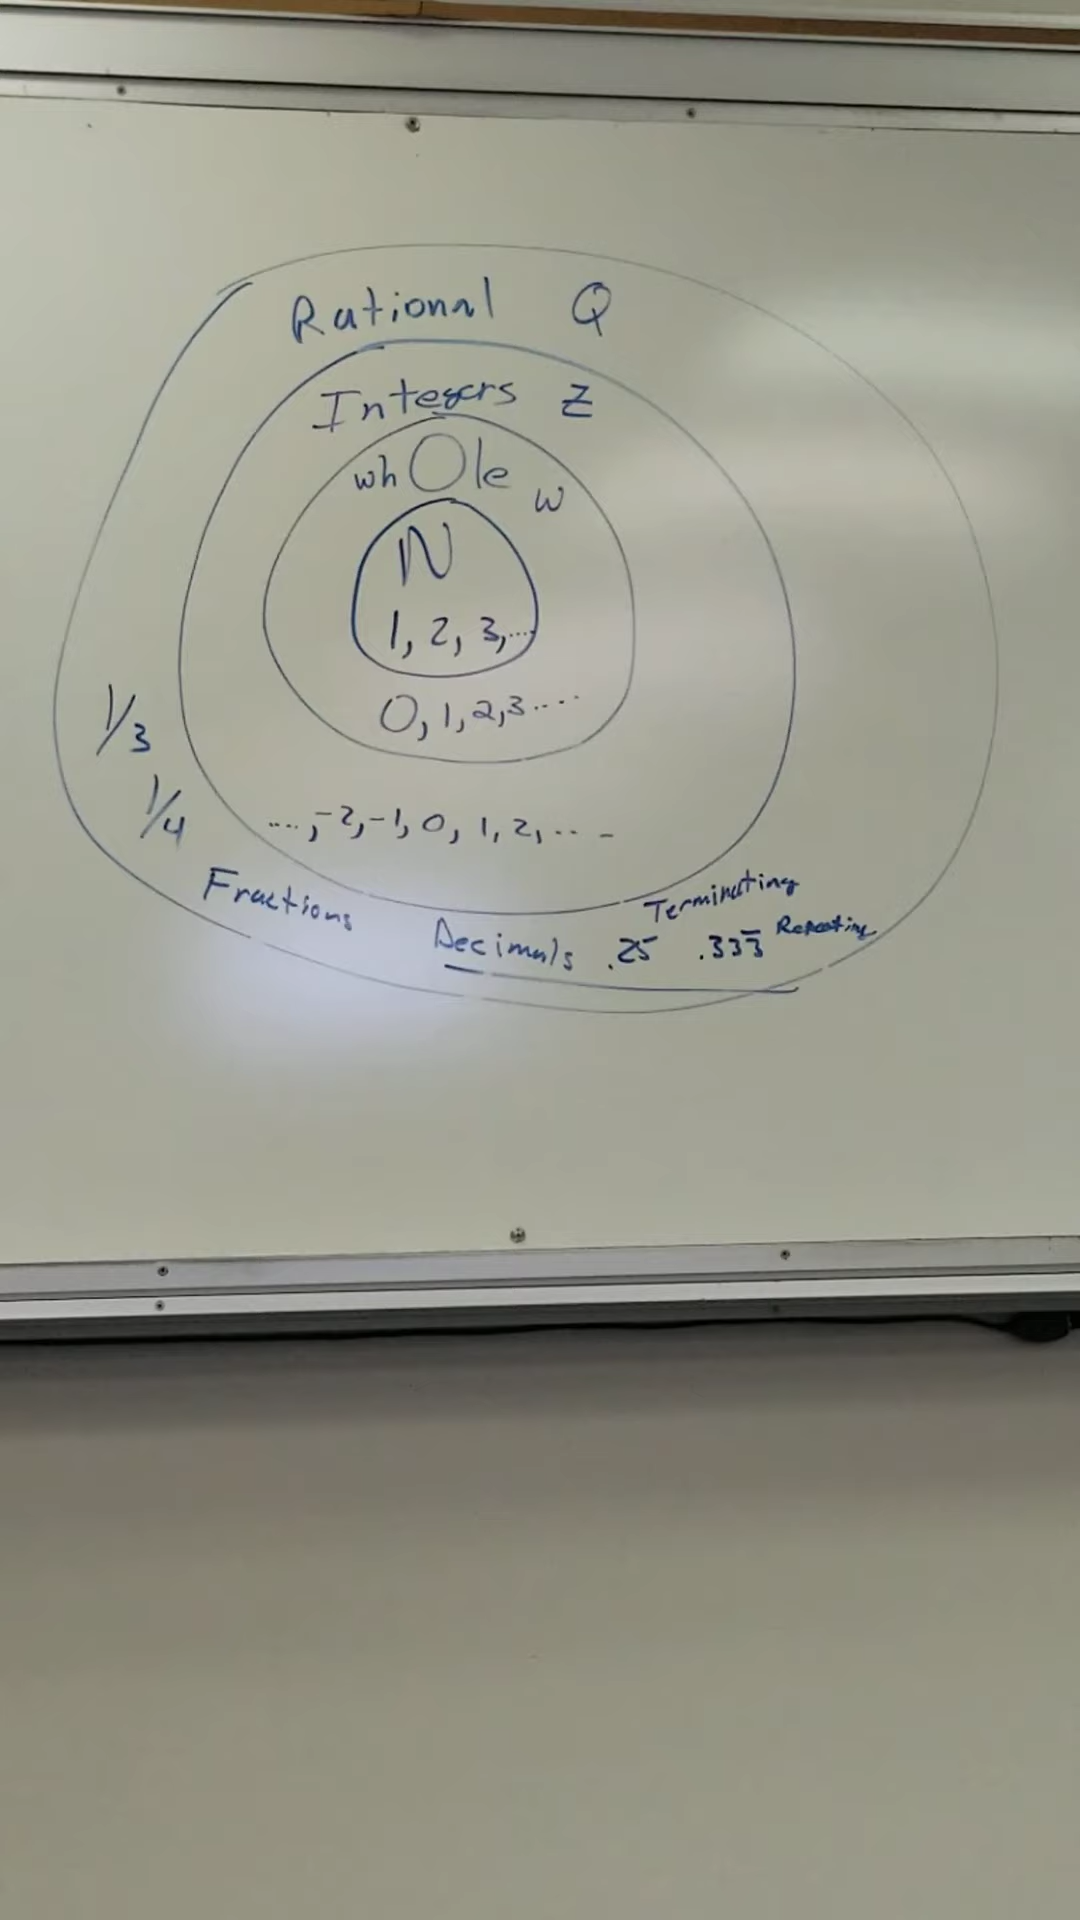 Rational Q
Integers Z
whOle w
N
1, 2, 3, ...
0, 1, 2, 3 ....
1/3
1/4
...., -2, -1, 0, 1, 2, ....
Fractions
Terminating
Decimals .25 .333̅ Repeating